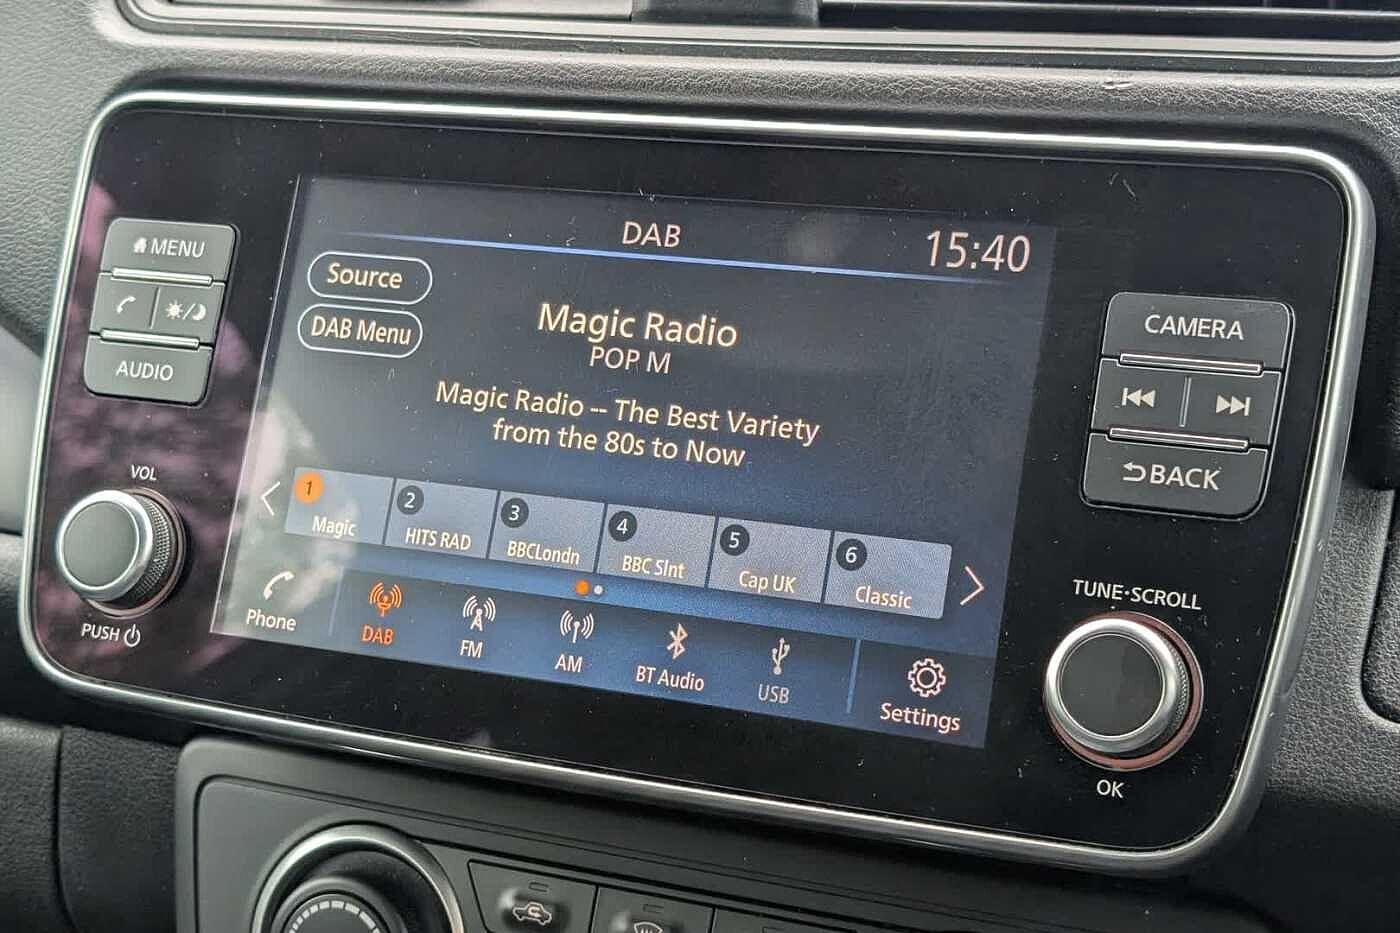 MENU
AUDIO
VOL
PUSH
DAB
15:40
Source
DAB Menu
Magic Radio
POP M
Magic Radio -- The Best Variety
from the 80s to Now
1 Magic
2 HITS RAD
3 BBCLondn
4 BBC Slnt
5 Cap UK
6 Classic
Phone
DAB
FM
AM
BT Audio
USB
Settings
CAMERA
BACK
TUNE·SCROLL
OK